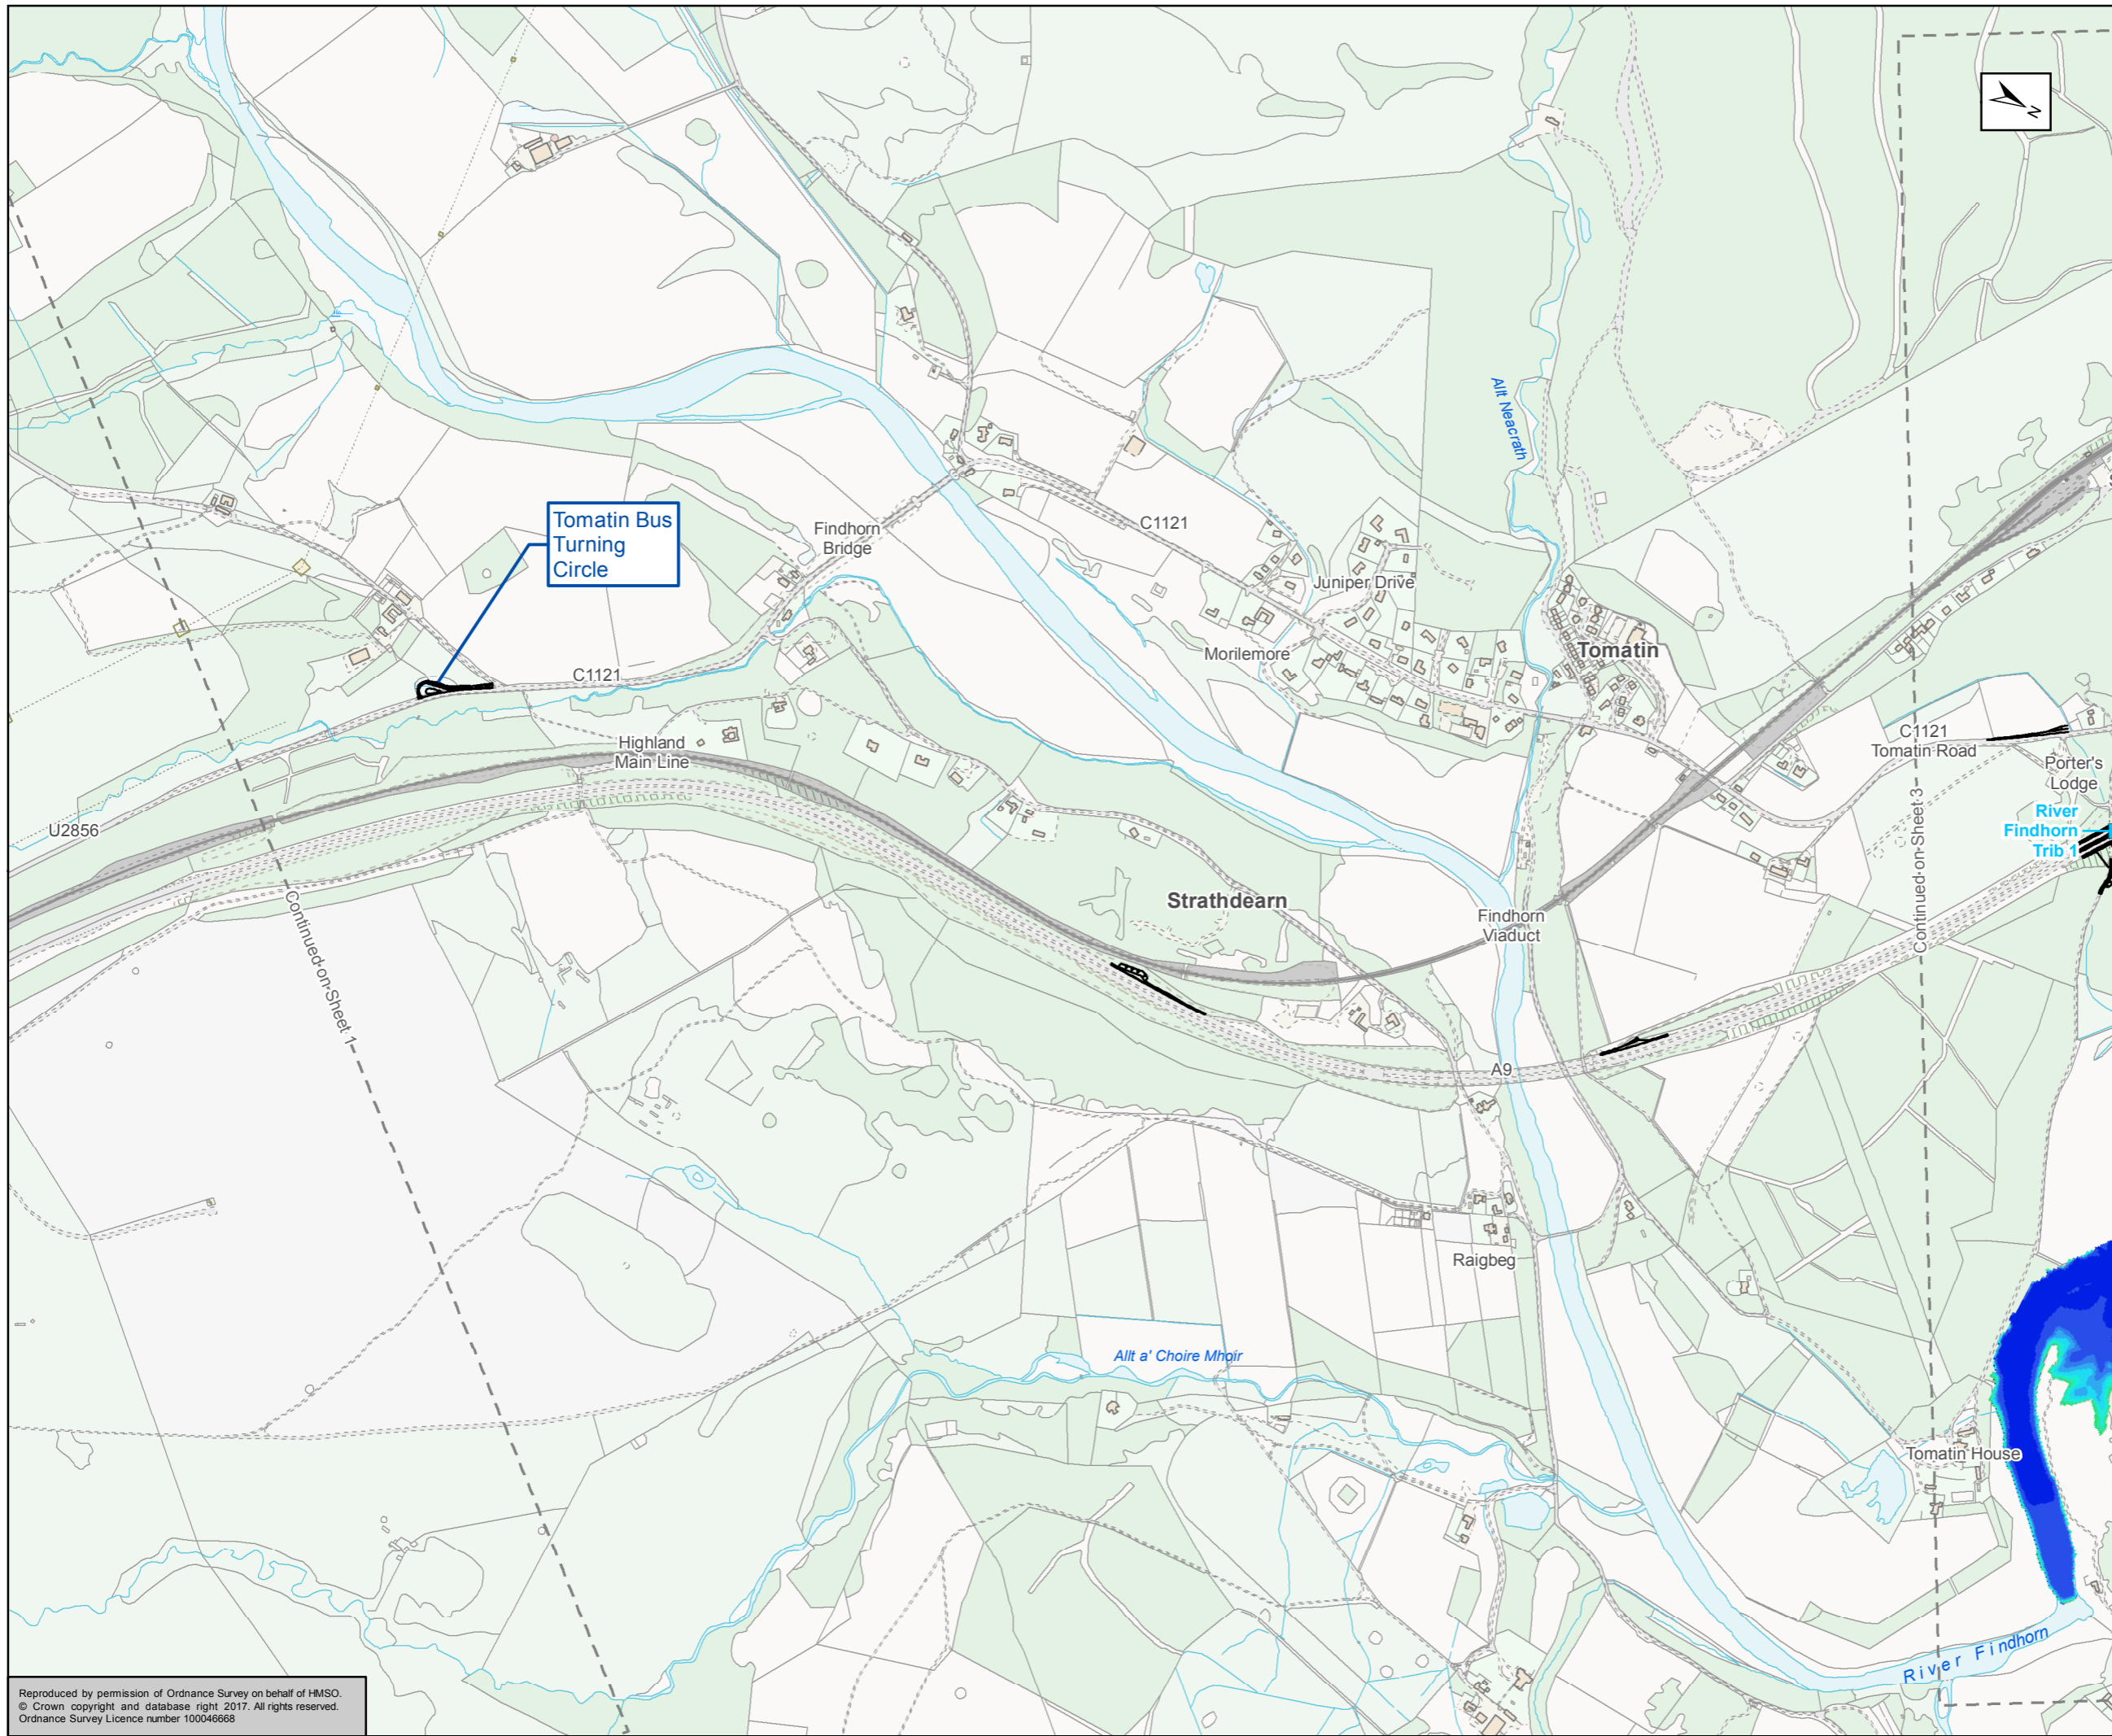 N
Allt Neacrath
Tomatin Bus
Turning
Circle
Findhorn
Bridge
C1121
Juniper Drive
Morilemore
Tomatin
C1121
C1121
Tomatin Road
Highland
Main Line
Porter's
Lodge
River
Findhorn
Trib 1
U2856
Continued on Sheet 1
Continued on Sheet 3
Strathdearn
Findhorn
Viaduct
A9
Raigbeg
Allt a' Choire Mhoir
Tomatin House
River Findhorn
Reproduced by permission of Ordnance Survey on behalf of HMSO.
© Crown copyright and database right 2017. All rights reserved.
Ordnance Survey Licence number 100046668